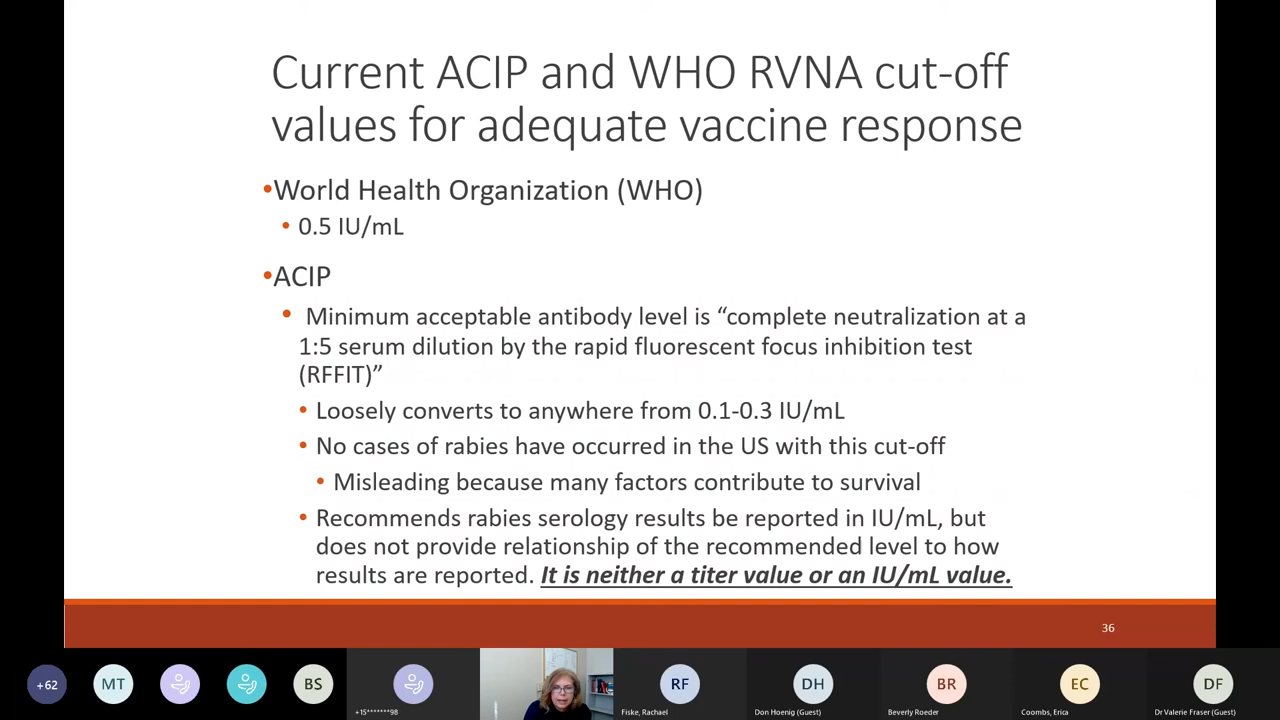 Current ACIP and WHO RVNA cut-off
values for adequate vaccine response
•World Health Organization (WHO)
• 0.5 IU/mL
•ACIP
• Minimum acceptable antibody level is “complete neutralization at a
1:5 serum dilution by the rapid fluorescent focus inhibition test
(RFFIT)”
• Loosely converts to anywhere from 0.1-0.3 IU/mL
• No cases of rabies have occurred in the US with this cut-off
• Misleading because many factors contribute to survival
• Recommends rabies serology results be reported in IU/mL, but
does not provide relationship of the recommended level to how
results are reported. It is neither a titer value or an IU/mL value.
36
+62
MT
BS
RF
DH
BR
EC
DF
+15*******98
Fiske, Rachael
Don Hoenig (Guest)
Beverly Roeder
Coombs, Erica
Dr Valerie Fraser (Guest)